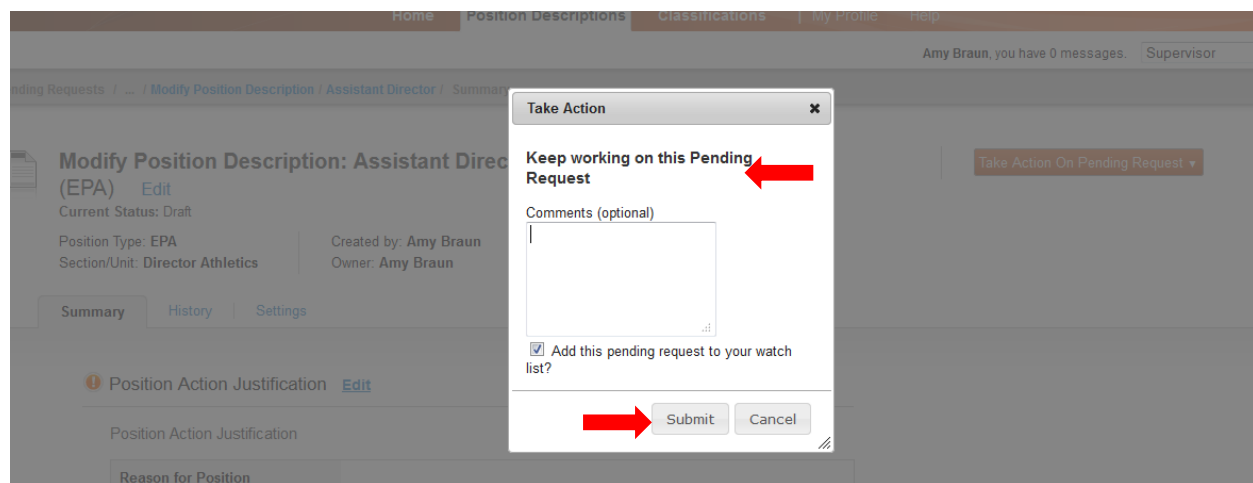 Home Position Descriptions Classifications | My Profile Help
Amy Braun, you have 0 messages. Supervisor
nding Requests / ... / Modify Position Description / Assistant Director / Summary
Take Action
Modify Position Description: Assistant Direc
(EPA) Edit
Current Status: Draft
Position Type: EPA Created by: Amy Braun
Section/Unit: Director Athletics Owner: Amy Braun
Take Action On Pending Request
Keep working on this Pending
Request
Comments (optional)
Add this pending request to your watch
list?
Submit Cancel
Summary History Settings
Position Action Justification Edit
Position Action Justification
Reason for Position